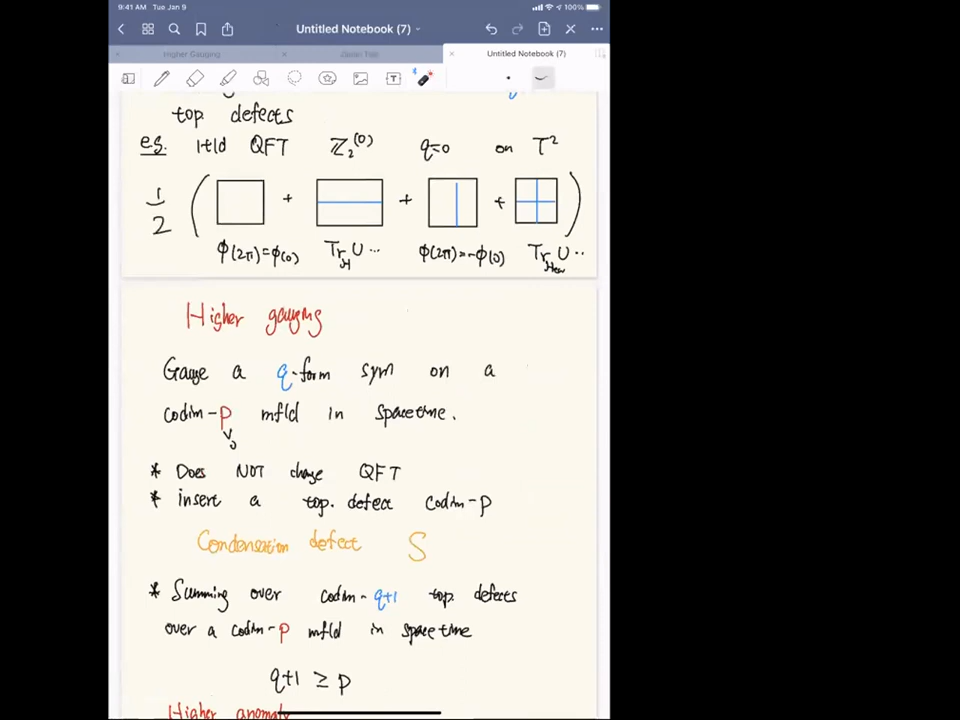 9:41 AM Tue Jan 9
100%
Untitled Notebook (7)
Higher Gauging
Untitled Notebook (7)
top. defects
e.g. 1+1d QFT ℤ₂⁽⁰⁾ q=0 on T²
1/2 ( + + + )
ϕ(2π)=ϕ(0) Tr_H U ... ϕ(2π)=-ϕ(0) Tr_H U ..
Higher gauging
Gauge a q-form sym on a
codim-p mfld in spacetime.
* Does NOT change QFT
* insert a top. defect codim-p
Condensation defect S
* Summing over codim-q+1 top. defects
over a codim-p mfld in spacetime
q+1 ≥ p
Higher anomaly